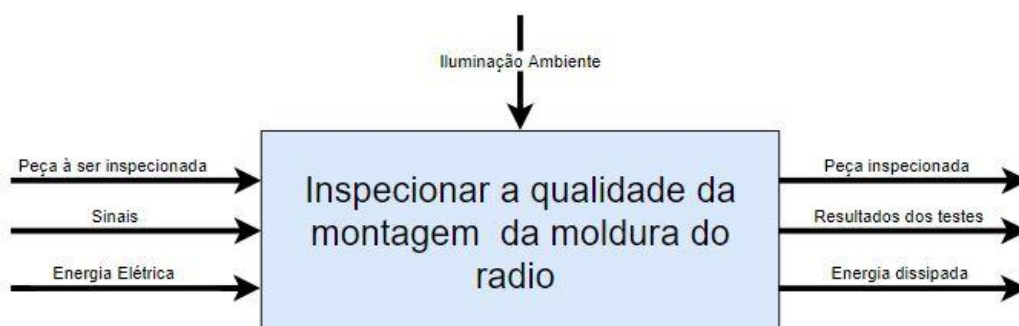 Iluminação Ambiente
Peça à ser inspecionada
Sinais
Energia Elétrica
Inspecionar a qualidade da
montagem da moldura do
radio
Peça inspecionada
Resultados dos testes
Energia dissipada